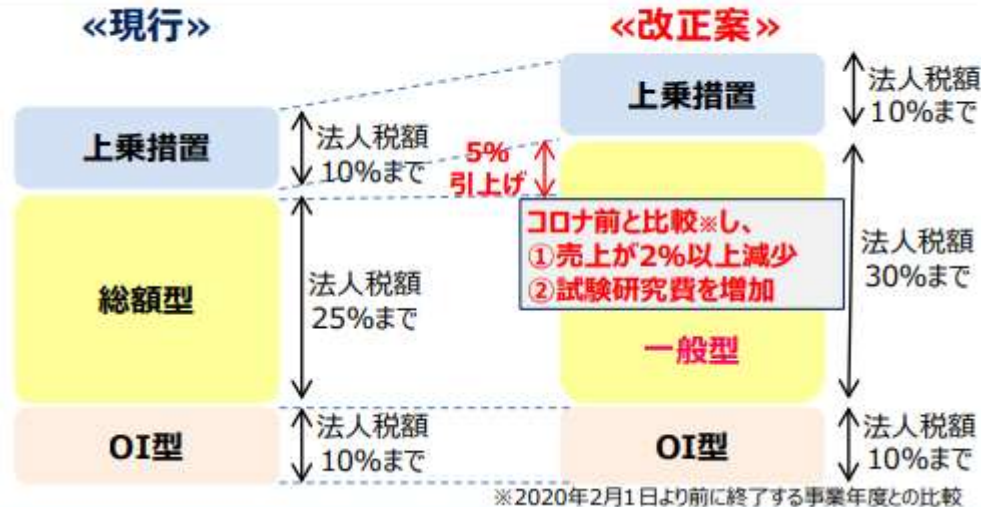 ≪現行≫
上乗措置
法人税額
10%まで
総額型
法人税額
25%まで
OI型
法人税額
10%まで
≪改正案≫
上乗措置
法人税額
10%まで
5%
引上げ
コロナ前と比較※し、
①売上が2%以上減少
②試験研究費を増加
一般型
法人税額
30%まで
OI型
法人税額
10%まで
※2020年2月1日より前に終了する事業年度との比較